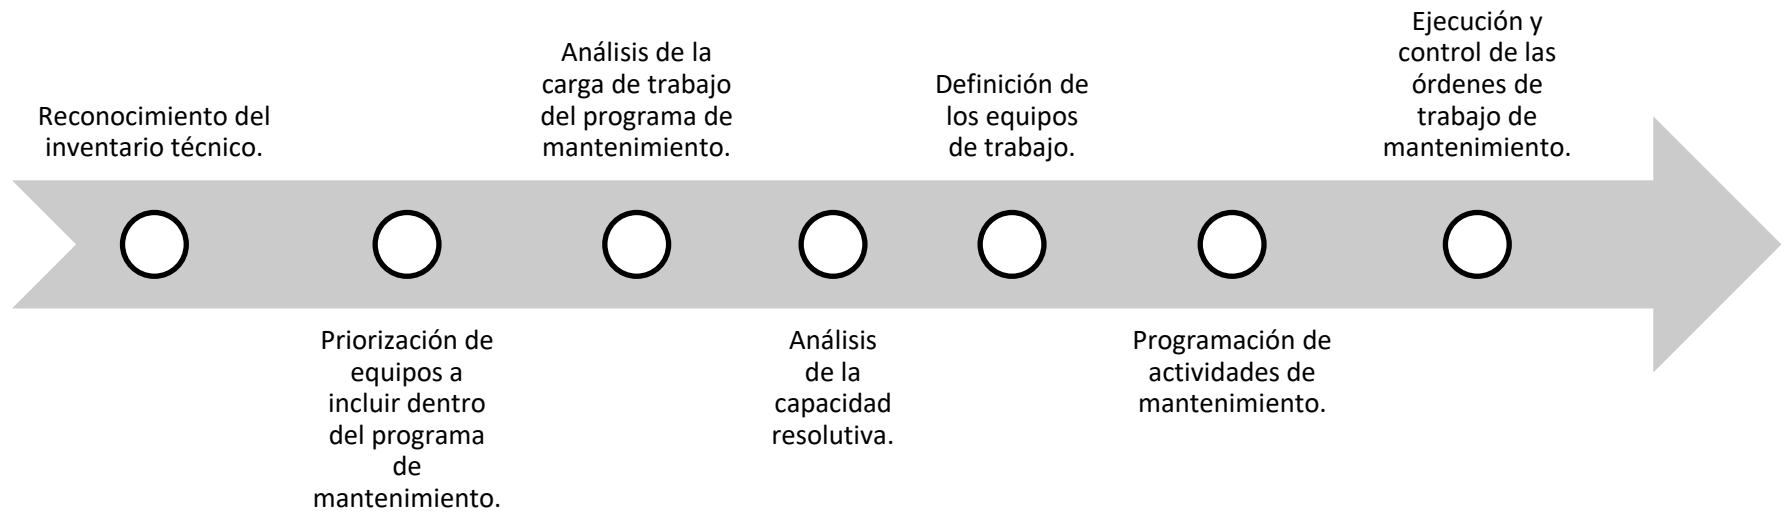 Reconocimiento del
inventario técnico.
Priorización de
equipos a
incluir dentro
del programa
de
mantenimiento.
Análisis de la
carga de trabajo
del programa de
mantenimiento.
Análisis
de la
capacidad
resolutiva.
Definición de
los equipos
de trabajo.
Programación de
actividades de
mantenimiento.
Ejecución y
control de las
órdenes de
trabajo de
mantenimiento.